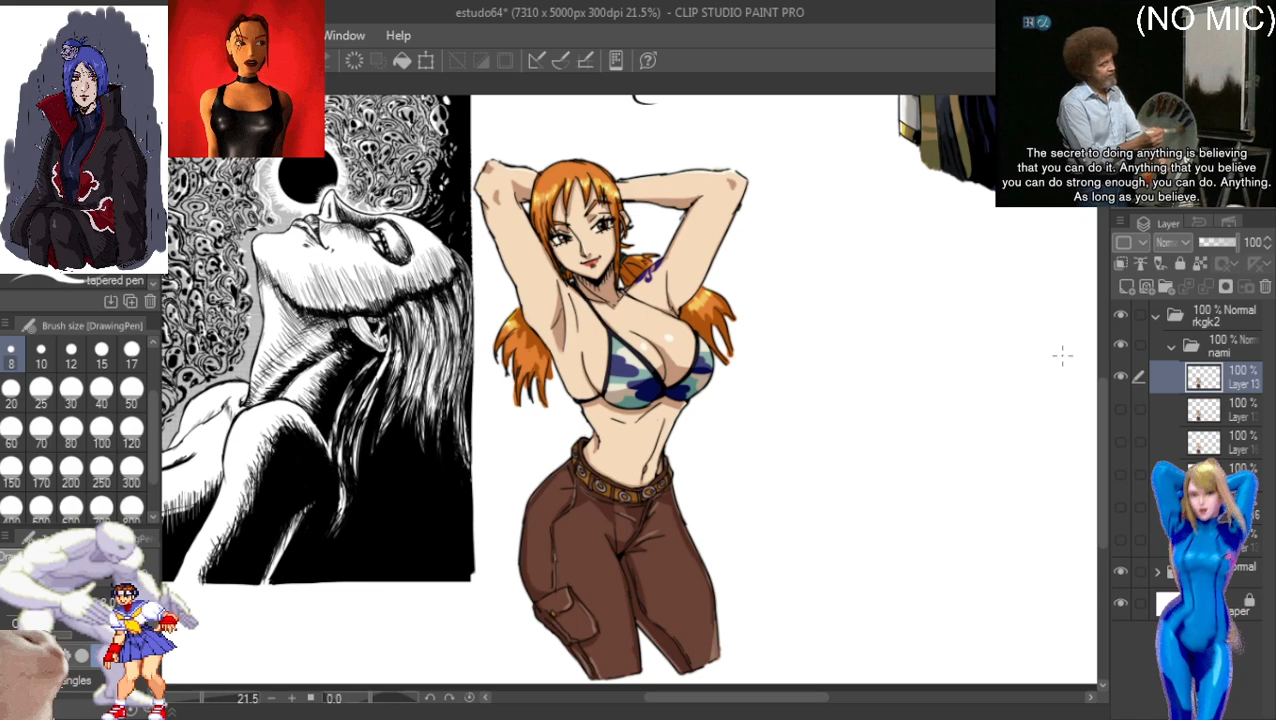 estudo64* (7310 x 5000px 300dpi 21.5%) - CLIP STUDIO PAINT PRO
(NO MIC)
Window Help
The secret to doing anything is believing
that you can do it. Anything that you believe
you can do strong enough, you can do. Anything.
As long as you believe.
Layer
100
100 % Normal
rkgk2
100 %
nami
100 %
Layer 13
100 %
100 %
100 %
tapered pen
Brush size [DrawingPen]
8 10 12 15 17
20 25 30 40 50
60 70 80 100 120
150 170 200 250 300
21.5 0.0